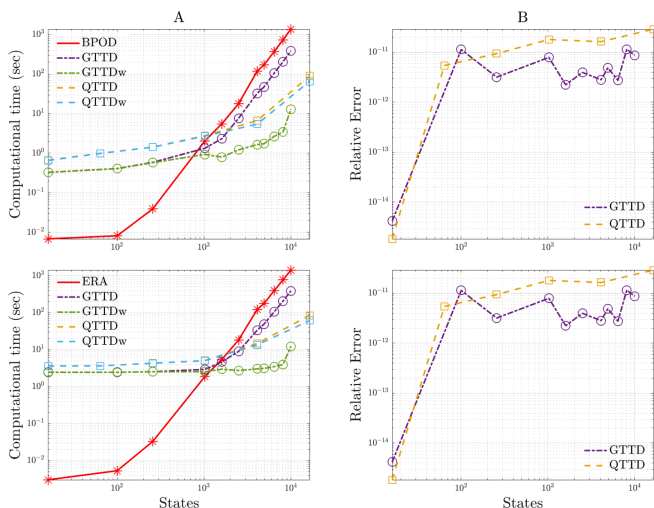 A
B
Computational time (sec)
10^3
10^2
10^1
10^0
10^-1
10^-2
BPOD
GTTD
GTTDw
QTTD
QTTDw
10^2
10^3
10^4
Relative Error
10^-11
10^-12
10^-13
10^-14
GTTD
QTTD
10^2
10^3
10^4
Computational time (sec)
10^3
10^2
10^1
10^0
10^-1
10^-2
ERA
GTTD
GTTDw
QTTD
QTTDw
10^2
10^3
10^4
States
Relative Error
10^-11
10^-12
10^-13
10^-14
GTTD
QTTD
10^2
10^3
10^4
States